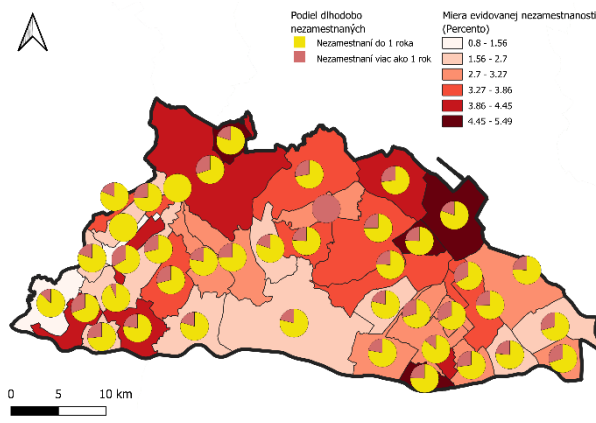 Podiel dlhodobo
nezamestnaných
Nezamestnaní do 1 roka
Nezamestnaní viac ako 1 rok
Miera evidovanej nezamestnanosti
(Percento)
0.8 - 1.56
1.56 - 2.7
2.7 - 3.27
3.27 - 3.86
3.86 - 4.45
4.45 - 5.49
0 5 10 km